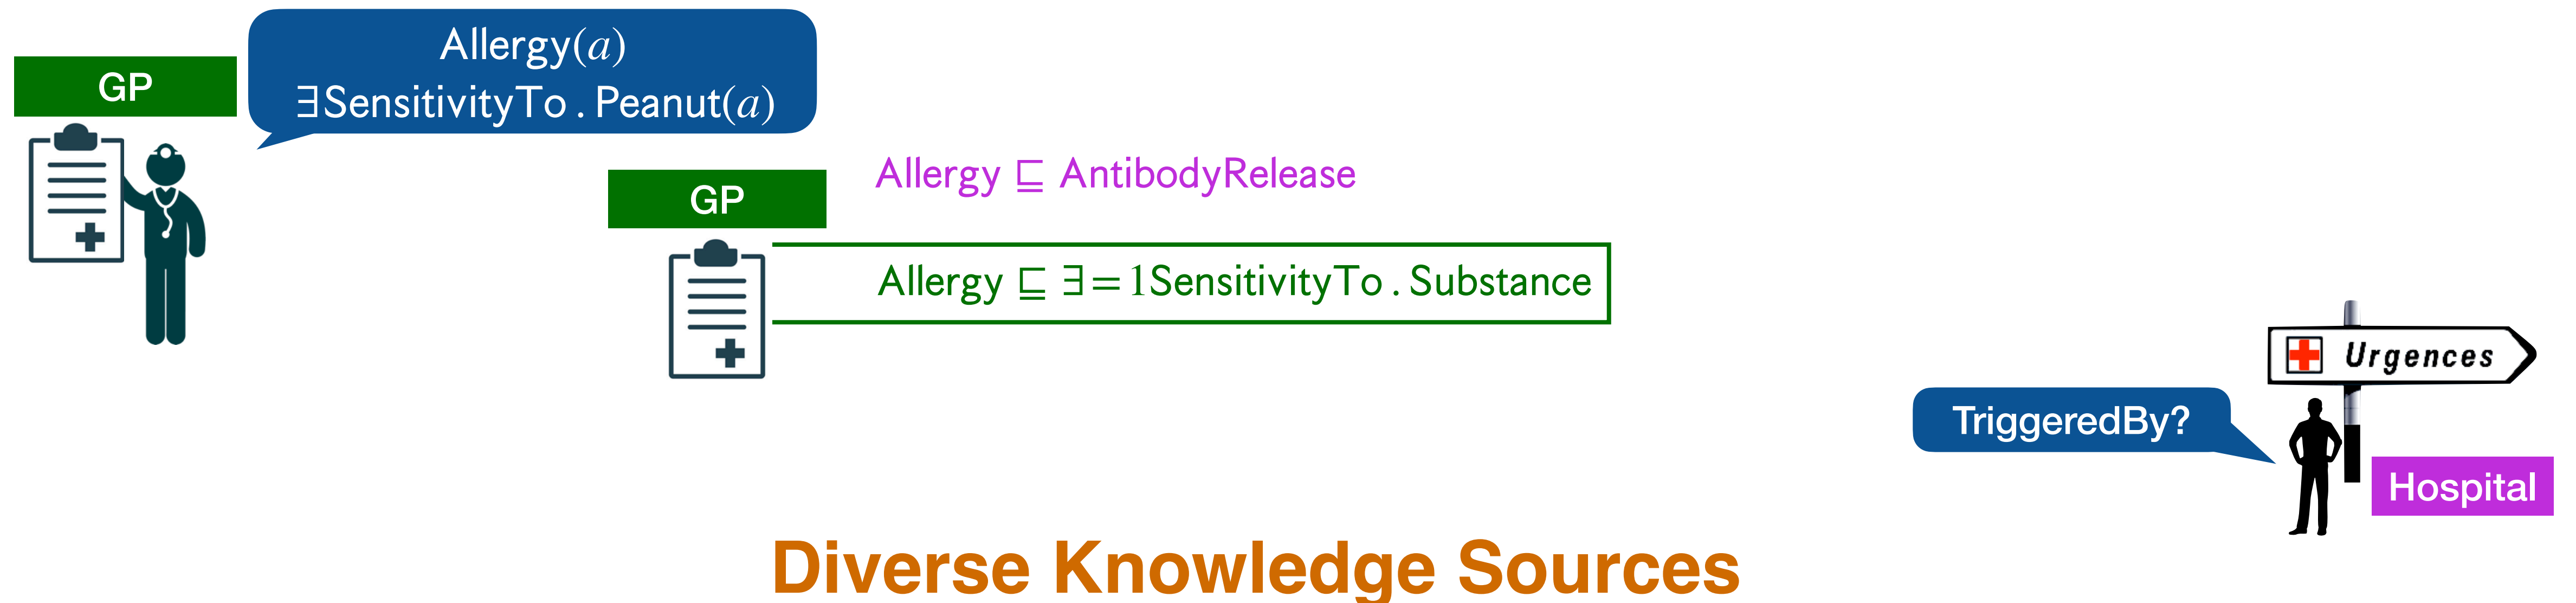 GP
Allergy(a)
∃SensitivityTo . Peanut(a)
GP
Allergy ⊑ AntibodyRelease
Allergy ⊑ ∃=1SensitivityTo . Substance
Urgences
TriggeredBy?
Hospital
Diverse Knowledge Sources